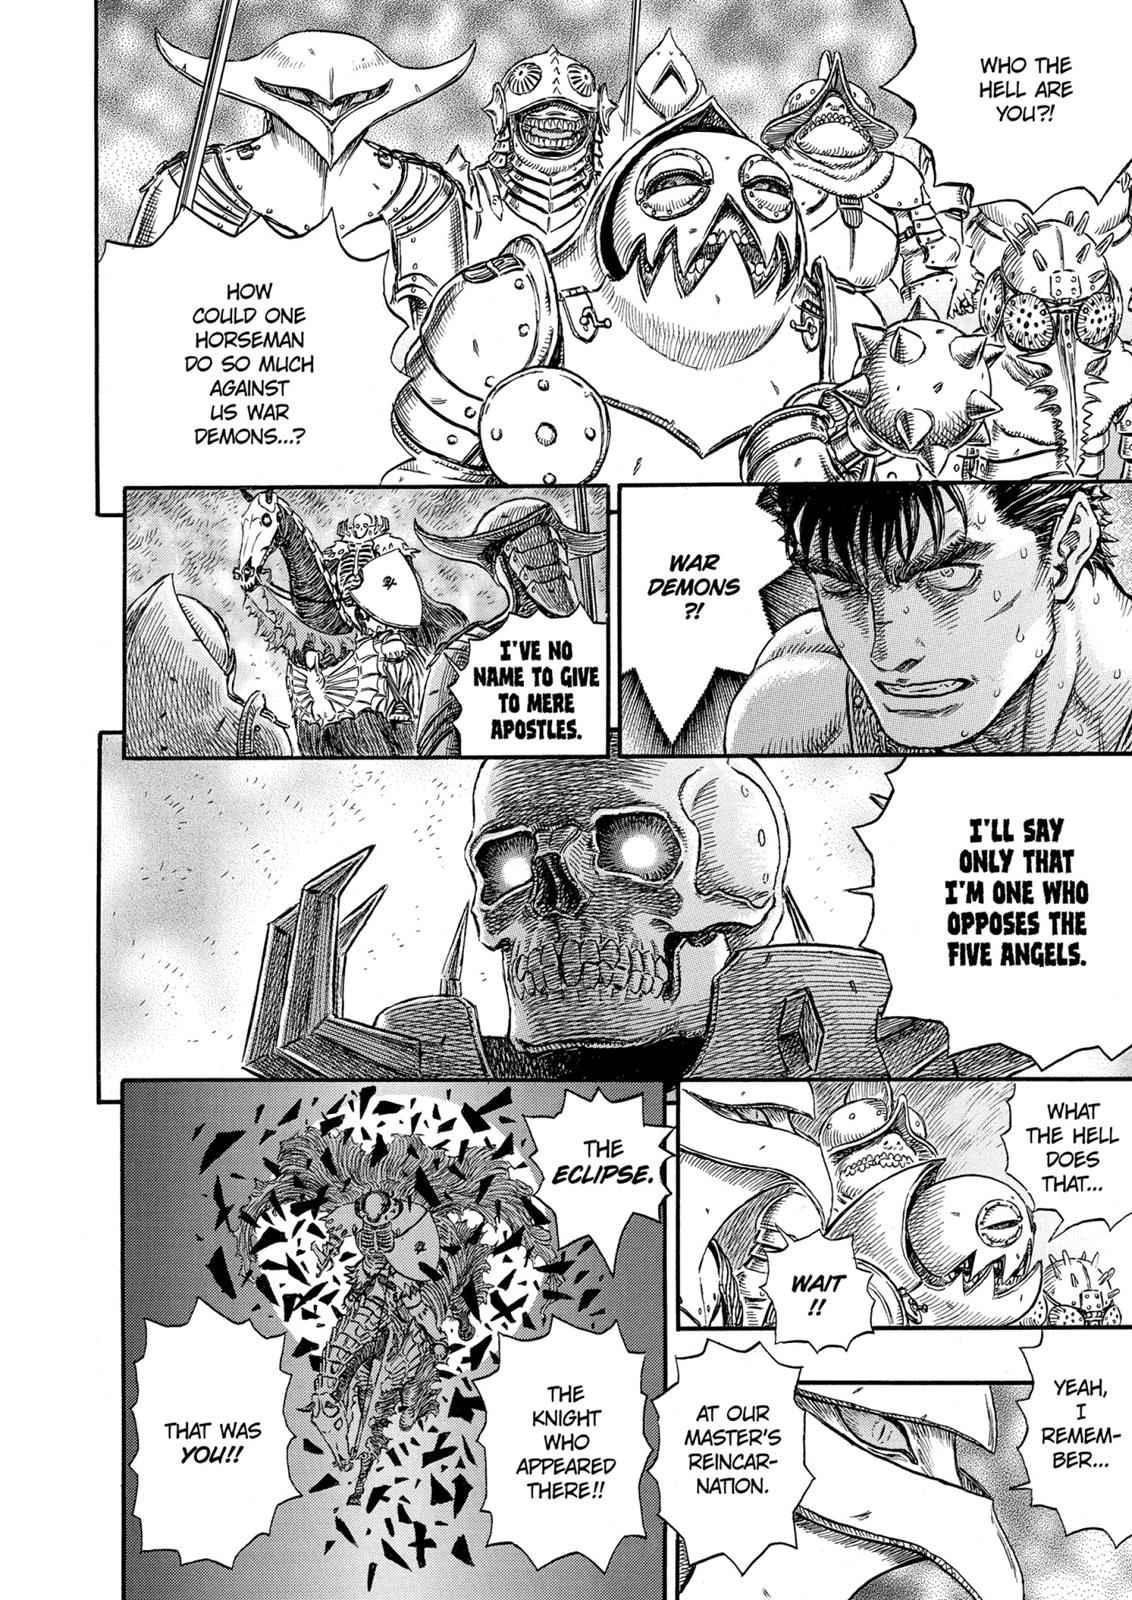 WHO THE
HELL ARE
YOU?!
HOW
COULD ONE
HORSEMAN
DO SO MUCH
AGAINST
US WAR
DEMONS...?
WAR
DEMONS
?!
I'VE NO
NAME TO GIVE
TO MERE
APOSTLES.
I'LL SAY
ONLY THAT
I'M ONE WHO
OPPOSES THE
FIVE ANGELS.
WHAT
THE HELL
DOES
THAT...
WAIT
!!
YEAH,
I
REMEM-
BER...
AT OUR
MASTER'S
REINCAR-
NATION.
THE
ECLIPSE.
THE
KNIGHT
WHO
APPEARED
THERE!!
THAT WAS
YOU!!